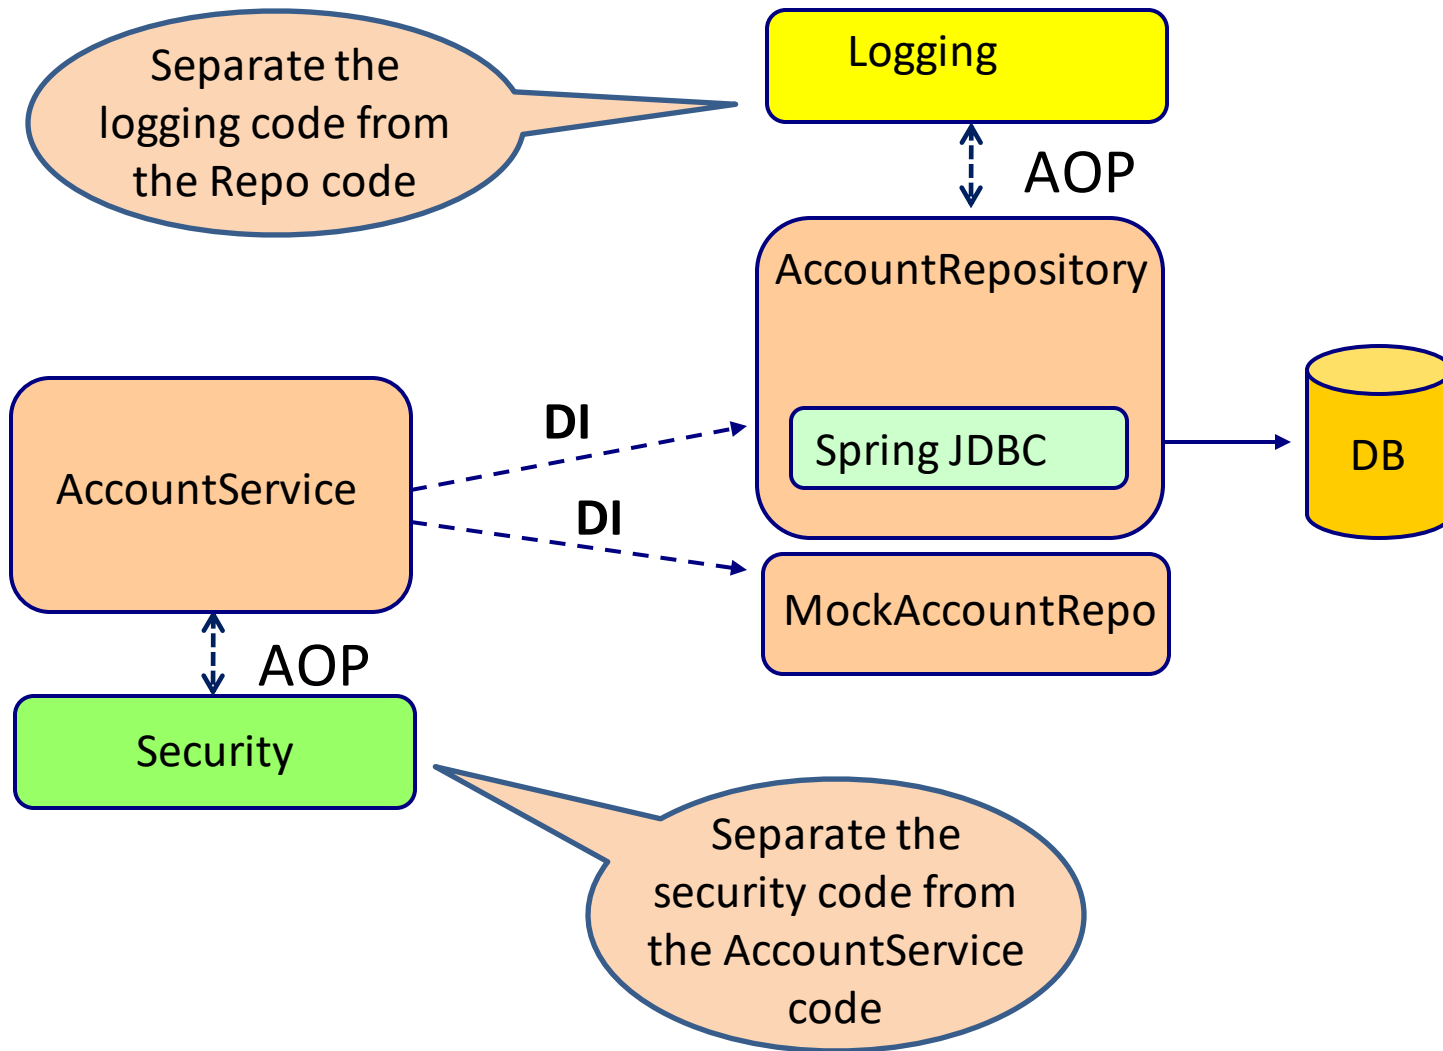 Separate the
logging code from
the Repo code
Logging
AOP
AccountRepository
Spring JDBC
DB
DI
AccountService
DI
MockAccountRepo
AOP
Security
Separate the
security code from
the AccountService
code